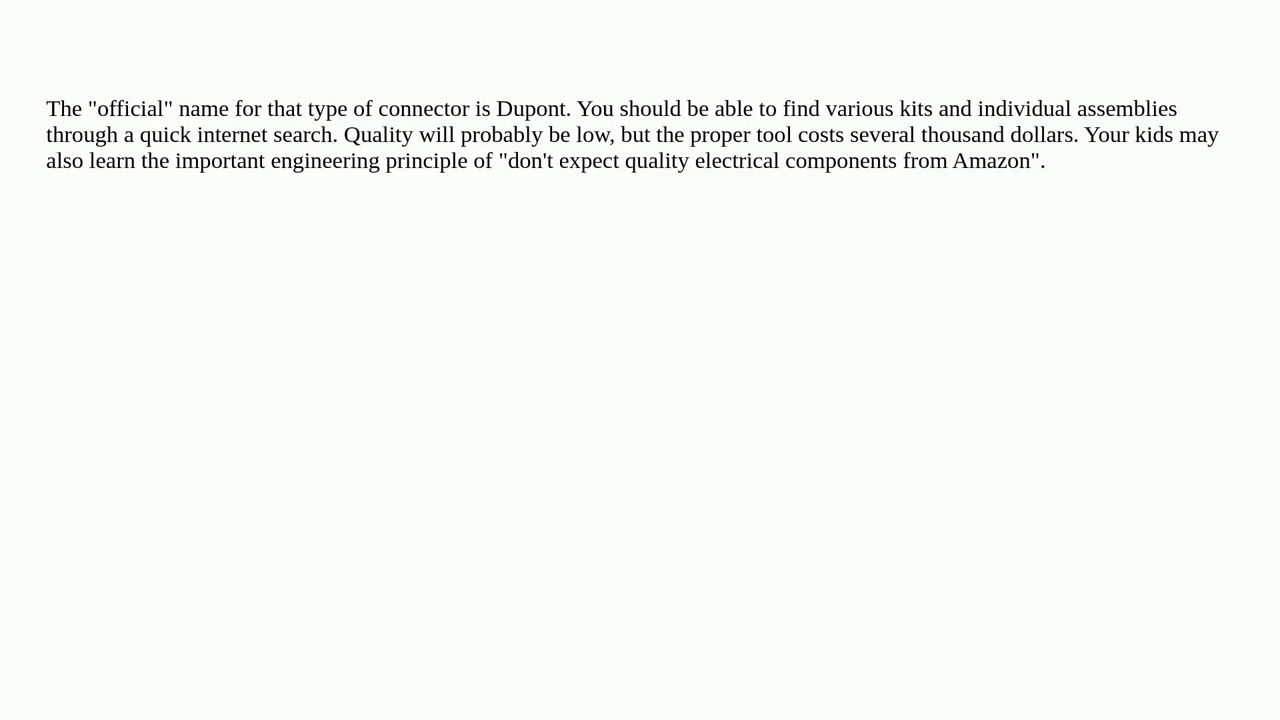 The "official" name for that type of connector is Dupont. You should be able to find various kits and individual assemblies
through a quick internet search. Quality will probably be low, but the proper tool costs several thousand dollars. Your kids may
also learn the important engineering principle of "don't expect quality electrical components from Amazon".